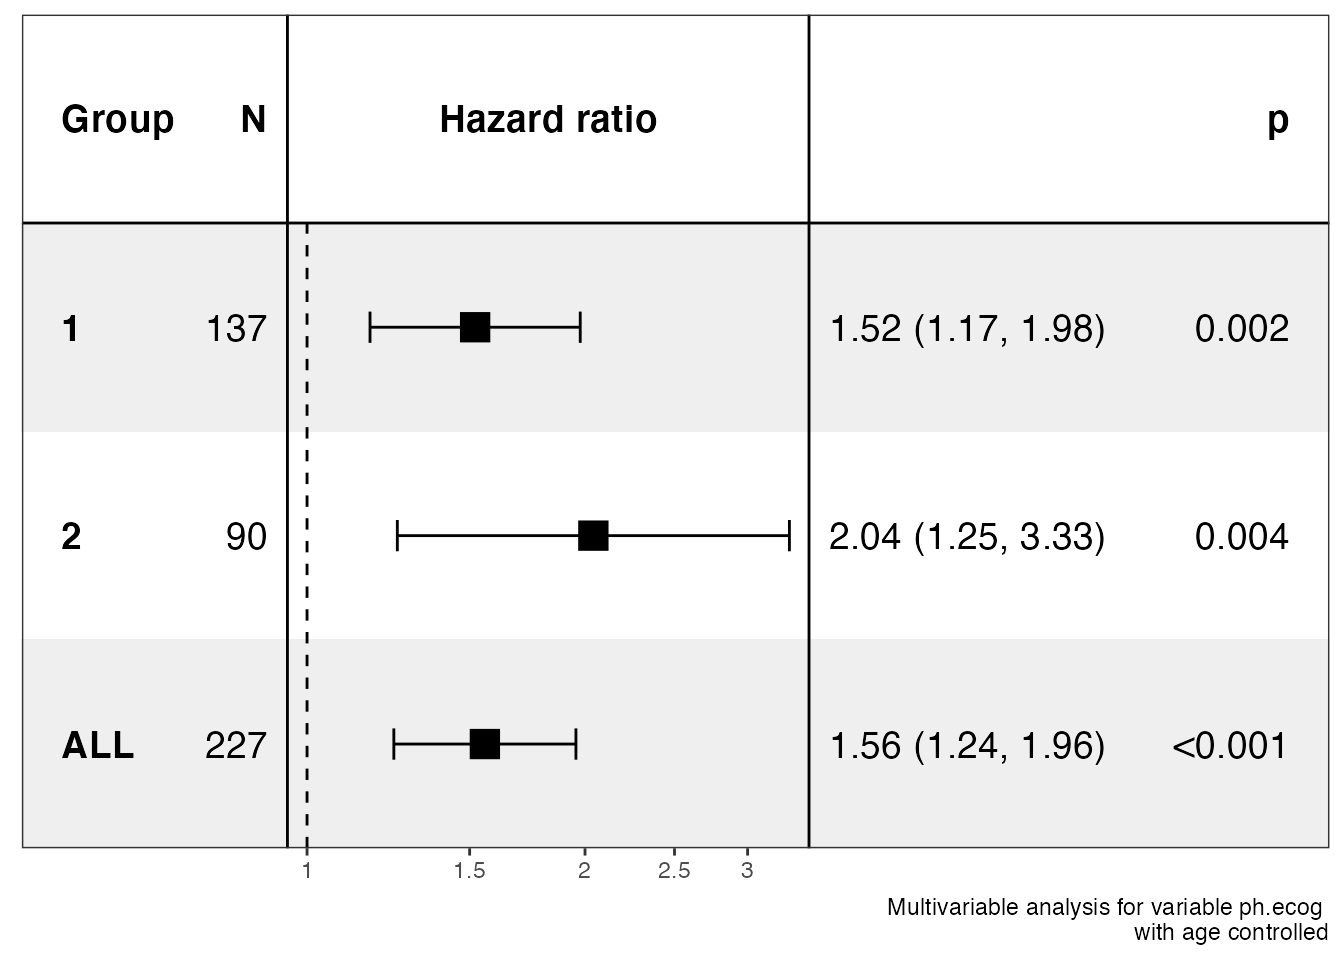 Group N Hazard ratio p
1 137 1.52 (1.17, 1.98) 0.002
2 90 2.04 (1.25, 3.33) 0.004
ALL 227 1.56 (1.24, 1.96) <0.001
1 1.5 2 2.5 3
Multivariable analysis for variable ph.ecog
with age controlled